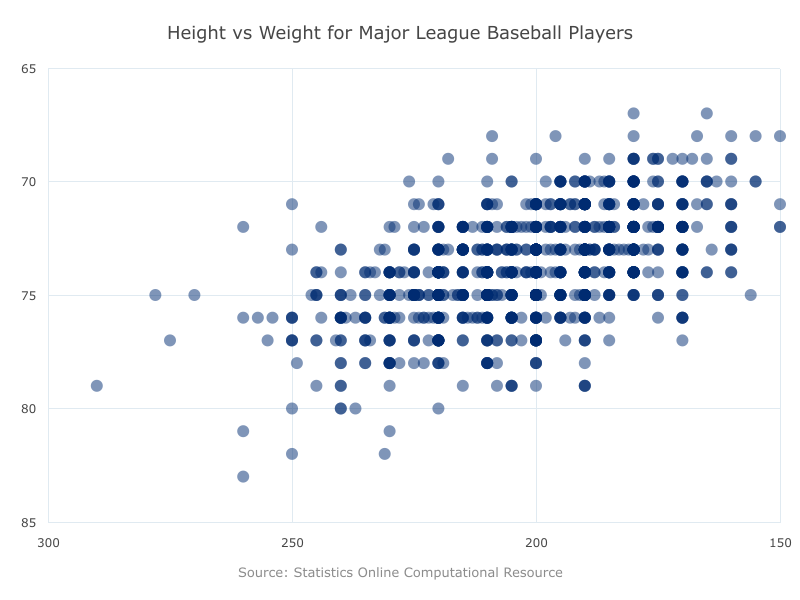 Height vs Weight for Major League Baseball Players
65
70
75
80
85
300 250 200 150
Source: Statistics Online Computational Resource